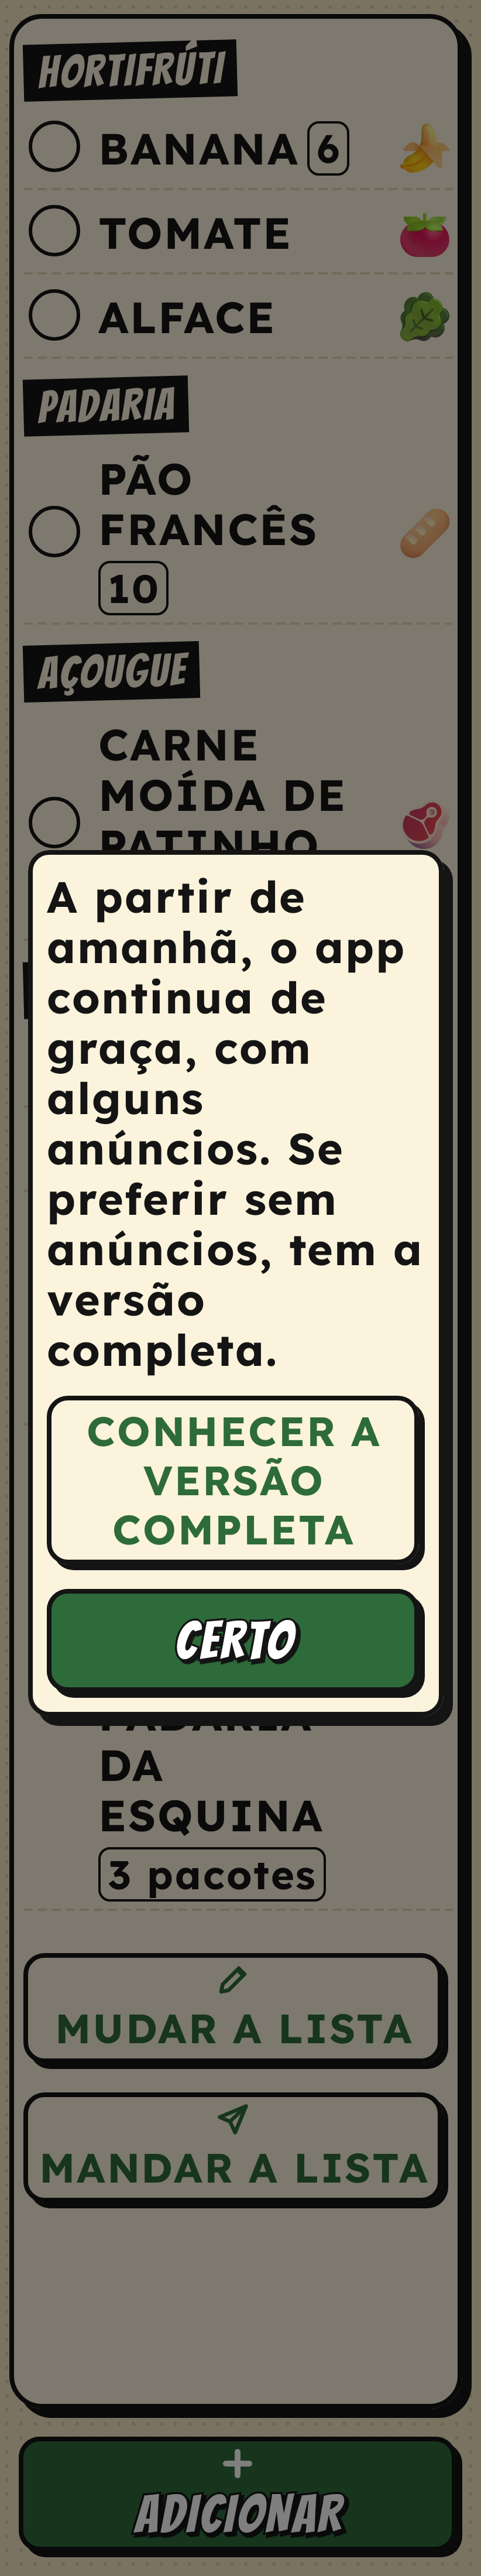 HORTIFRÚTI
BANANA 6
TOMATE
ALFACE
PADARIA
PÃO
FRANCÊS
10
AÇOUGUE
CARNE
MOÍDA DE
PATINHO
A partir de
amanhã, o app
continua de
graça, com
alguns
anúncios. Se
preferir sem
anúncios, tem a
versão
completa.
CONHECER A
VERSÃO
COMPLETA
CERTO
PADARIA
DA
ESQUINA
3 pacotes
MUDAR A LISTA
MANDAR A LISTA
ADICIONAR